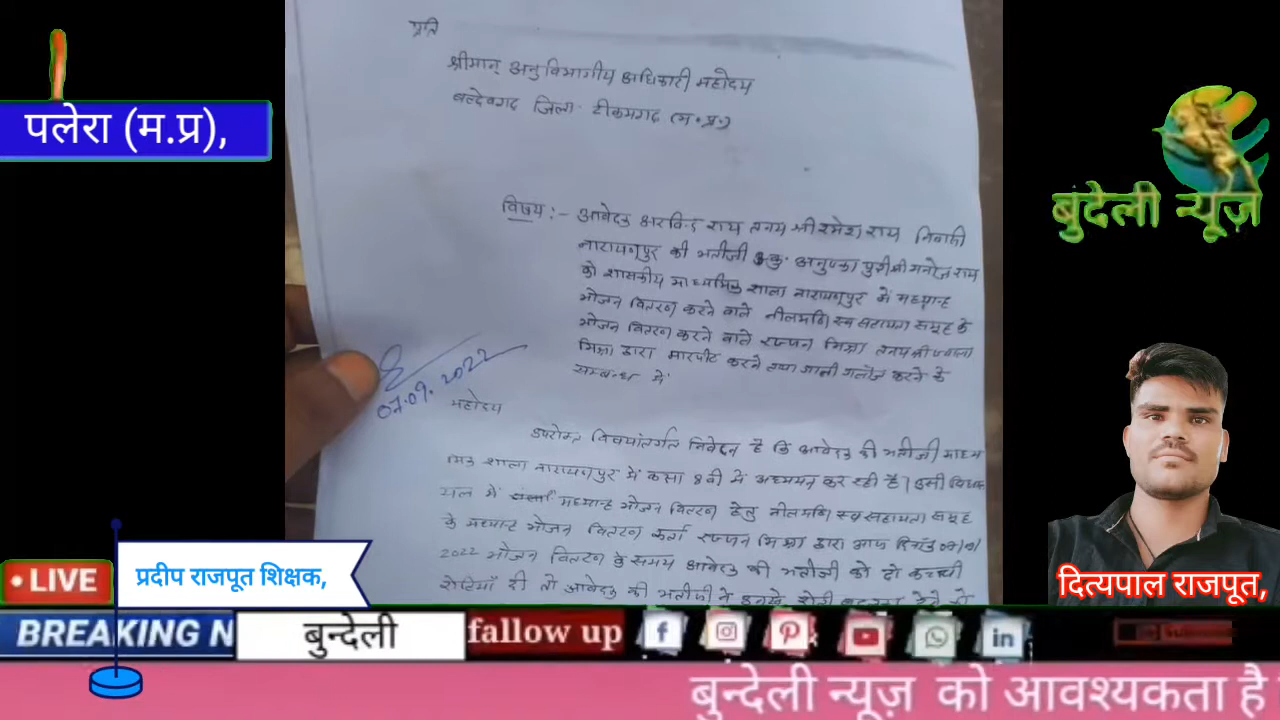 पलेरा (म.प्र),
बुंदेली न्यूज़
प्रति
श्रीमान् अनुविभागीय अधिकारी महोदय
बल्देवगढ़ जिला- टीकमगढ़ (म.प्र.)
विषय :- आवेदक अरविन्द राय तनय श्री रमेश राय निवासी
नारायणपुर की भतीजी कु. अनुष्का पुत्री श्री मनोज राय
को शासकीय माध्यमिक शाला नारायणपुर में मध्यान्ह
भोजन वितरण करने वाले नीलमणि स्व सहायता समूह के
भोजन वितरण करने वाले रज्जन मिश्रा तनय श्री
मिश्रा द्वारा मारपीट करने तथा गाली गलौज करने के
सम्बन्ध में
07.09.2022
महोदय
उपरोक्त विषयांतर्गत निवेदन है कि आवेदक की भतीजी माध्य
मिक शाला नारायणपुर में कक्षा 8वी में अध्ययन कर रही है। इसी विद्या
लय में मध्यान्ह भोजन वितरण हेतु नीलमणि स्व सहायता समूह
के मध्यान्ह भोजन वितरण कर्ता रज्जन मिश्रा द्वारा आज दिनांक
2022 भोजन वितरण के समय आवेदक की भतीजी को दो कच्ची
रोटियाँ दी तो आवेदक की भतीजी ने उनसे रोटी
LIVE
प्रदीप राजपूत शिक्षक,
दित्यपाल राजपूत,
BREAKING N
बुन्देली
fallow up
बुन्देली न्यूज़ को आवश्यकता है